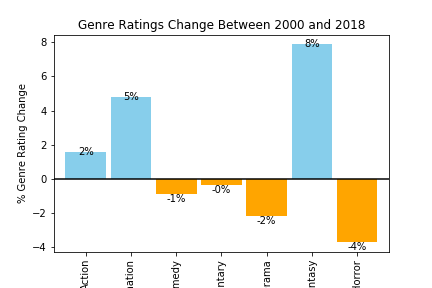 Genre Ratings Change Between 2000 and 2018
% Genre Rating Change
8
6
4
2
0
−2
−4
2%
5%
-1%
-0%
-2%
8%
-4%
Action
mation
medy
ntary
rama
ntasy
Horror